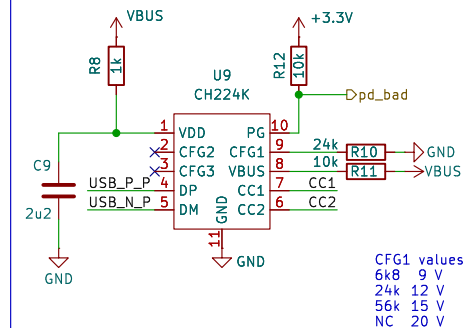 VBUS
+3.3V
R8
1k
R12
10k
U9
CH224K
pd_bad
1 VDD
PG 10
2 CFG2
CFG1 9
24k
R10
GND
3 CFG3
VBUS 8
10k
R11
VBUS
C9
2u2
USB_P_P
4 DP
CC1 7
CC1
USB_N_P
5 DM
CC2 6
CC2
GND
11
GND
GND
CFG1 values
6k8 9 V
24k 12 V
56k 15 V
NC 20 V